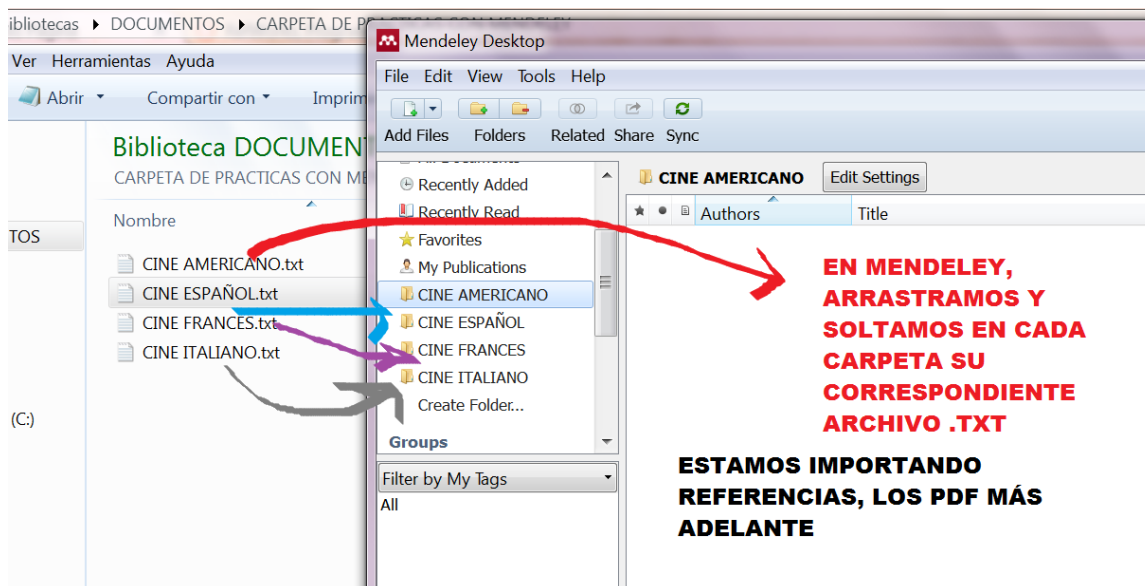 ibliotecas ▸ DOCUMENTOS ▸ CARPETA DE
Ver Herramientas Ayuda
Abrir Compartir con Imprim
Biblioteca DOCUMEN
CARPETA DE PRACTICAS CON ME
Nombre
TOS
CINE AMERICANO.txt
CINE ESPAÑOL.txt
CINE FRANCES.txt
CINE ITALIANO.txt
(C:)
Mendeley Desktop
File Edit View Tools Help
Add Files Folders Related Share Sync
Recently Added
Recently Read
Favorites
My Publications
CINE AMERICANO
CINE ESPAÑOL
CINE FRANCES
CINE ITALIANO
Create Folder...
Groups
Filter by My Tags
All
CINE AMERICANO Edit Settings
Authors Title
EN MENDELEY,
ARRASTRAMOS Y
SOLTAMOS EN CADA
CARPETA SU
CORRESPONDIENTE
ARCHIVO .TXT
ESTAMOS IMPORTANDO
REFERENCIAS, LOS PDF MÁS
ADELANTE